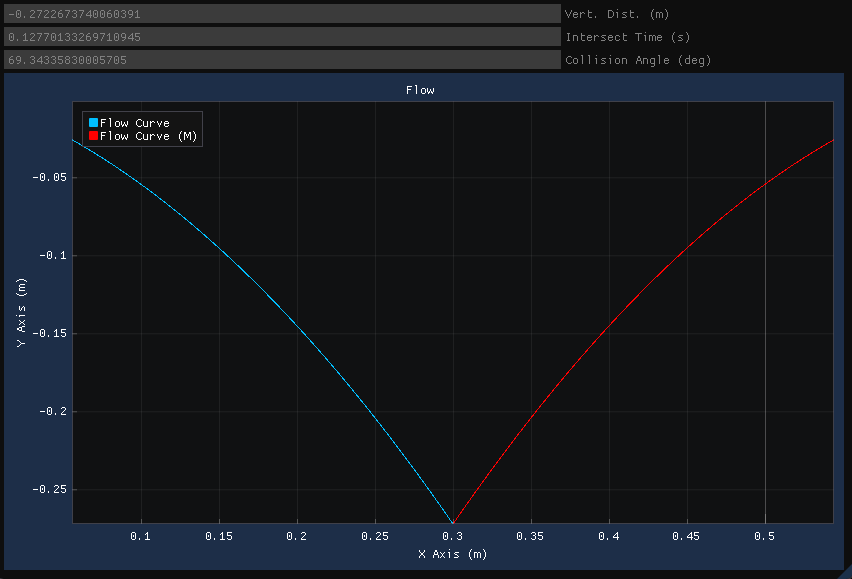 -0.2722673740060391 Vert. Dist. (m)
0.12770133269710945 Intersect Time (s)
69.34335830005705 Collision Angle (deg)
Flow
Flow Curve
Flow Curve (M)
-0.05
-0.1
-0.15
-0.2
-0.25
Y Axis (m)
0.1 0.15 0.2 0.25 0.3 0.35 0.4 0.45 0.5
X Axis (m)